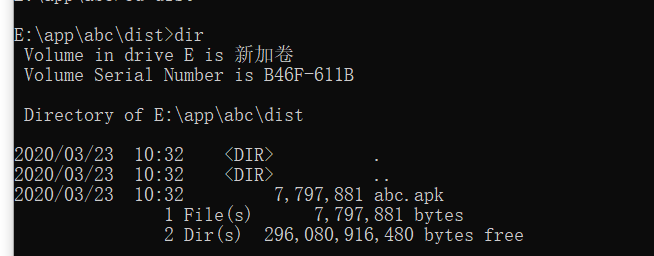 E:\app\abc\dist>dir
 Volume in drive E is 新加卷
 Volume Serial Number is B46F-611B
 Directory of E:\app\abc\dist
2020/03/23  10:32    <DIR>          .
2020/03/23  10:32    <DIR>          ..
2020/03/23  10:32         7,797,881 abc.apk
               1 File(s)      7,797,881 bytes
               2 Dir(s)  296,080,916,480 bytes free